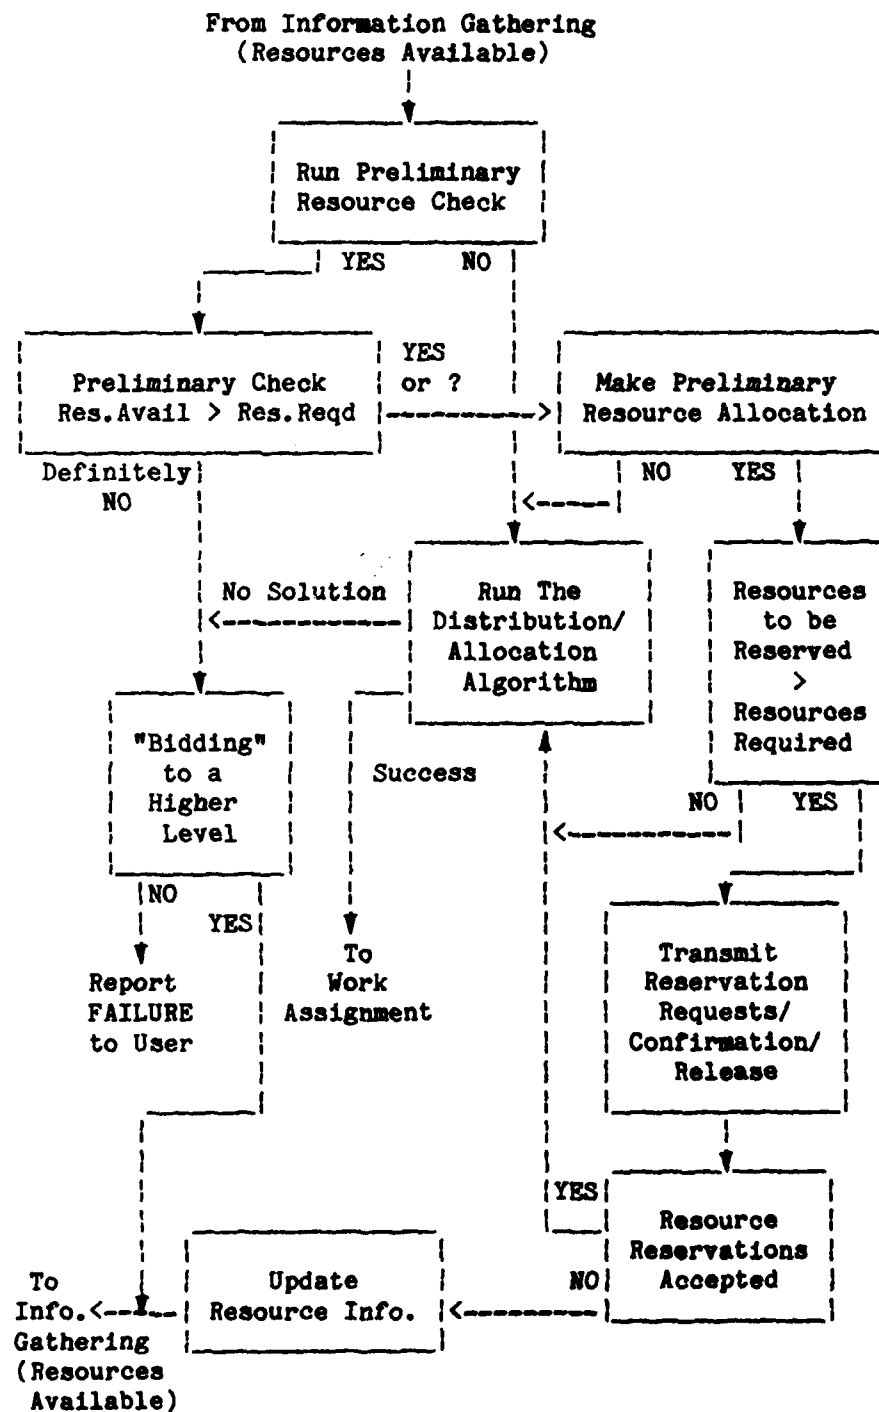 From Information Gathering
(Resources Available)
Run Preliminary
Resource Check
YES NO
Preliminary Check
Res.Avail > Res.Reqd
YES
or ?
Make Preliminary
Resource Allocation
Definitely
NO
NO YES
No Solution
Run The
Distribution/
Allocation
Algorithm
Resources
to be
Reserved
>
Resources
Required
"Bidding"
to a
Higher
Level
Success
NO YES
NO
YES
Report
FAILURE
to User
To
Work
Assignment
Transmit
Reservation
Requests/
Confirmation/
Release
YES
Resource
Reservations
Accepted
NO
Update
Resource Info.
To
Info.
Gathering
(Resources
Available)